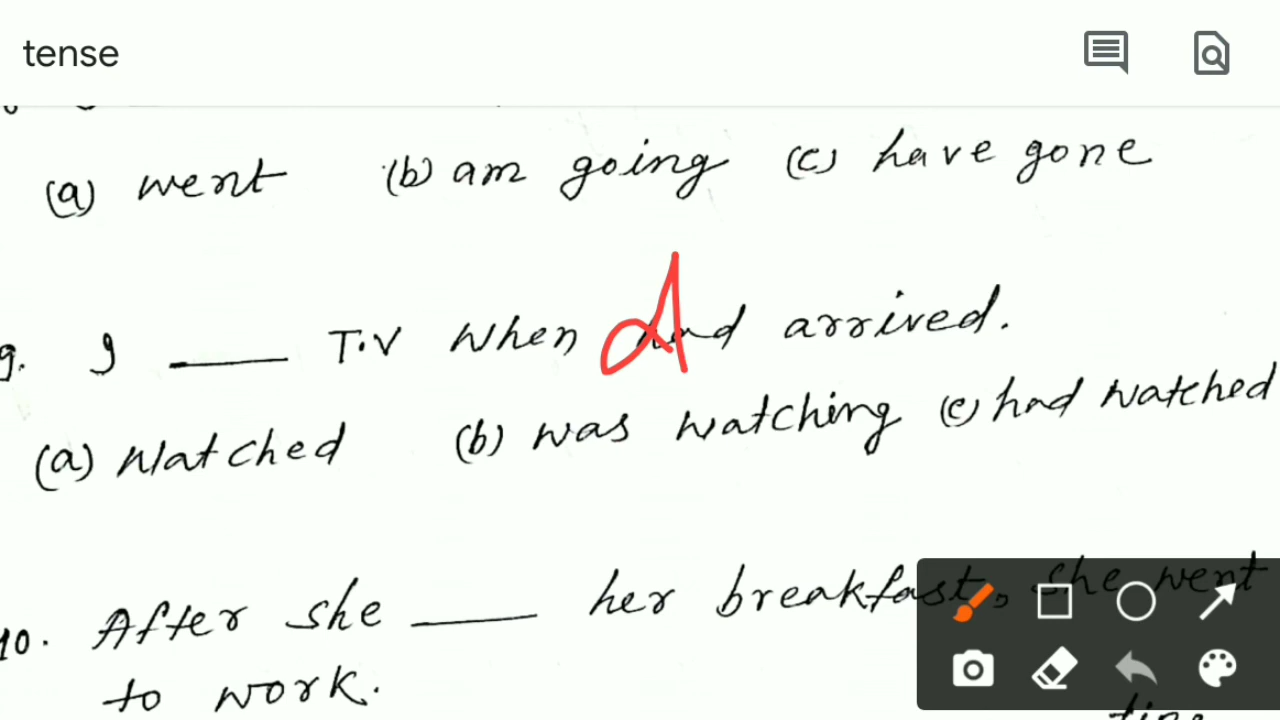 tense
(a) went (b) am going (c) have gone
9. I ____ T.V when arrived.
(a) watched (b) was watching (c) had watched
10. After she ____ her breakfast, she went
to work.